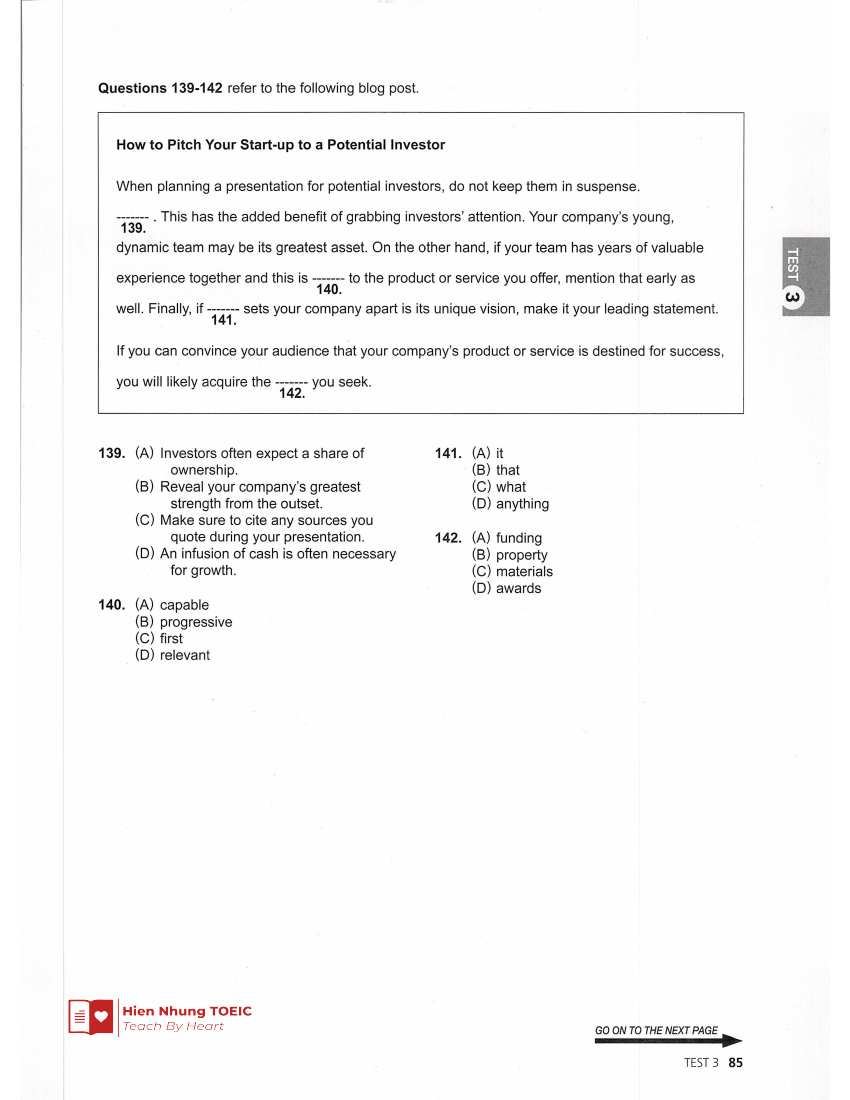 Questions 139-142 refer to the following blog post.
How to Pitch Your Start-up to a Potential Investor
When planning a presentation for potential investors, do not keep them in suspense.
------- . This has the added benefit of grabbing investors' attention. Your company's young,
139.
dynamic team may be its greatest asset. On the other hand, if your team has years of valuable
experience together and this is ------- to the product or service you offer, mention that early as
140.
well. Finally, if ------- sets your company apart is its unique vision, make it your leading statement.
141.
If you can convince your audience that your company's product or service is destined for success,
you will likely acquire the ------- you seek.
142.
139. (A) Investors often expect a share of
ownership.
(B) Reveal your company's greatest
strength from the outset.
(C) Make sure to cite any sources you
quote during your presentation.
(D) An infusion of cash is often necessary
for growth.
140. (A) capable
(B) progressive
(C) first
(D) relevant
141. (A) it
(B) that
(C) what
(D) anything
142. (A) funding
(B) property
(C) materials
(D) awards
TEST 3
Hien Nhung TOEIC
Teach By Heart
GO ON TO THE NEXT PAGE
TEST 3 85